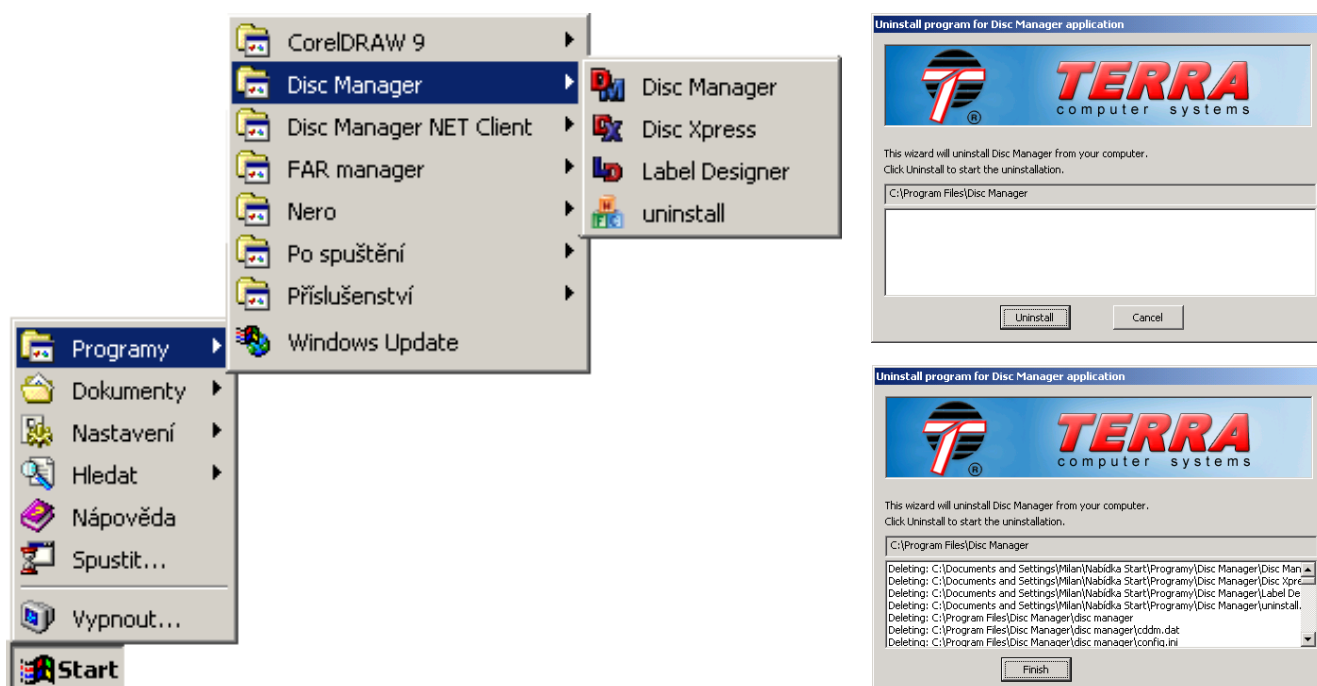 CorelDRAW 9
Disc Manager
Disc Manager NET Client
FAR manager
Nero
Po spuštění
Příslušenství
Windows Update
Disc Manager
Disc Xpress
Label Designer
uninstall
Programy
Dokumenty
Nastavení
Hledat
Nápověda
Spustit...
Vypnout...
Start
Uninstall program for Disc Manager application
TERRA
computer systems
®
This wizard will uninstall Disc Manager from your computer.
Click Uninstall to start the uninstallation.
C:\Program Files\Disc Manager
Uninstall
Cancel
Uninstall program for Disc Manager application
TERRA
computer systems
®
This wizard will uninstall Disc Manager from your computer.
Click Uninstall to start the uninstallation.
C:\Program Files\Disc Manager
Deleting: C:\Documents and Settings\Milan\Nabídka Start\Programy\Disc Manager\Disc Man
Deleting: C:\Documents and Settings\Milan\Nabídka Start\Programy\Disc Manager\Disc Xpre
Deleting: C:\Documents and Settings\Milan\Nabídka Start\Programy\Disc Manager\Label De
Deleting: C:\Documents and Settings\Milan\Nabídka Start\Programy\Disc Manager\uninstall.
Deleting: C:\Program Files\Disc Manager\disc manager
Deleting: C:\Program Files\Disc Manager\disc manager\cddm.dat
Deleting: C:\Program Files\Disc Manager\disc manager\config.ini
Finish